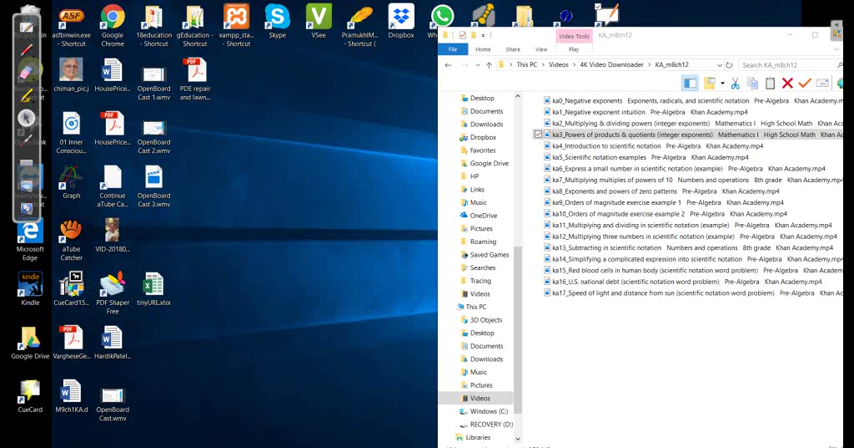 asfbinwin.exe - Shortcut
Google Chrome
18education - Shortcut
gEducation - Shortcut
xampp_sta... - Shortcut
Skype
VSee
PramukhIM... Shortcut (
Dropbox
chiman_pic.j
HousePric...
OpenBoard Cast 1.wmv
PDE repair and lawn...
01 Inner Consciou...
HousePric...
OpenBoard Cast 2.wmv
Graph
Continue aTube Ca...
OpenBoard Cast 3.wmv
Microsoft Edge
aTube Catcher
VID-20180...
Kindle
CueCard15...
PDF Shaper Free
tinyURL.xlsx
Google Drive
VargheseGe...
HardikPatel...
CueCard
M9ch1KA.d
OpenBoard Cast.wmv
Video Tools
KA_m8ch12
File
Home
Share
View
Play
This PC
Videos
4K Video Downloader
KA_m8ch12
Search KA_m8ch12
Desktop
Documents
Downloads
Dropbox
Favorites
Google Drive
HP
Links
Music
OneDrive
Pictures
Roaming
Saved Games
Searches
Tracing
Videos
This PC
3D Objects
Desktop
Documents
Downloads
Music
Pictures
Videos
Windows (C:)
RECOVERY (D:)
Libraries
ka0_Negative exponents Exponents, radicals, and scientific notation Pre-Algebra Khan Academy.mp4
ka1_Negative exponent intuition Pre-Algebra Khan Academy.mp4
ka2_Multiplying & dividing powers (integer exponents) Mathematics I High School Math Khan A
ka3_Powers of products & quotients (integer exponents) Mathematics I High School Math Khan Ac
ka4_Introduction to scientific notation Pre-Algebra Khan Academy.mp4
ka5_Scientific notation examples Pre-Algebra Khan Academy.mp4
ka6_Express a small number in scientific notation (example) Pre-Algebra Khan Academy.mp4
ka7_Multiplying multiples of powers of 10 Numbers and operations 8th grade Khan Academy.mp4
ka8_Exponents and powers of zero patterns Pre-Algebra Khan Academy.mp4
ka9_Orders of magnitude exercise example 1 Pre-Algebra Khan Academy.mp4
ka10_Orders of magnitude exercise example 2 Pre-Algebra Khan Academy.mp4
ka11_Multiplying and dividing in scientific notation (example) Pre-Algebra Khan Academy.mp4
ka12_Multiplying three numbers in scientific notation (example) Pre-Algebra Khan Academy.mp4
ka13_Subtracting in scientific notation Numbers and operations 8th grade Khan Academy.mp4
ka14_Simplifying a complicated expression into scientific notation Pre-Algebra Khan Academy.mp4
ka15_Red blood cells in human body (scientific notation word problem) Pre-Algebra Khan Academy
ka16_U.S. national debt (scientific notation word problem) Pre-Algebra Khan Academy.mp4
ka17_Speed of light and distance from sun (scientific notation word problem) Pre-Algebra Khan Ac